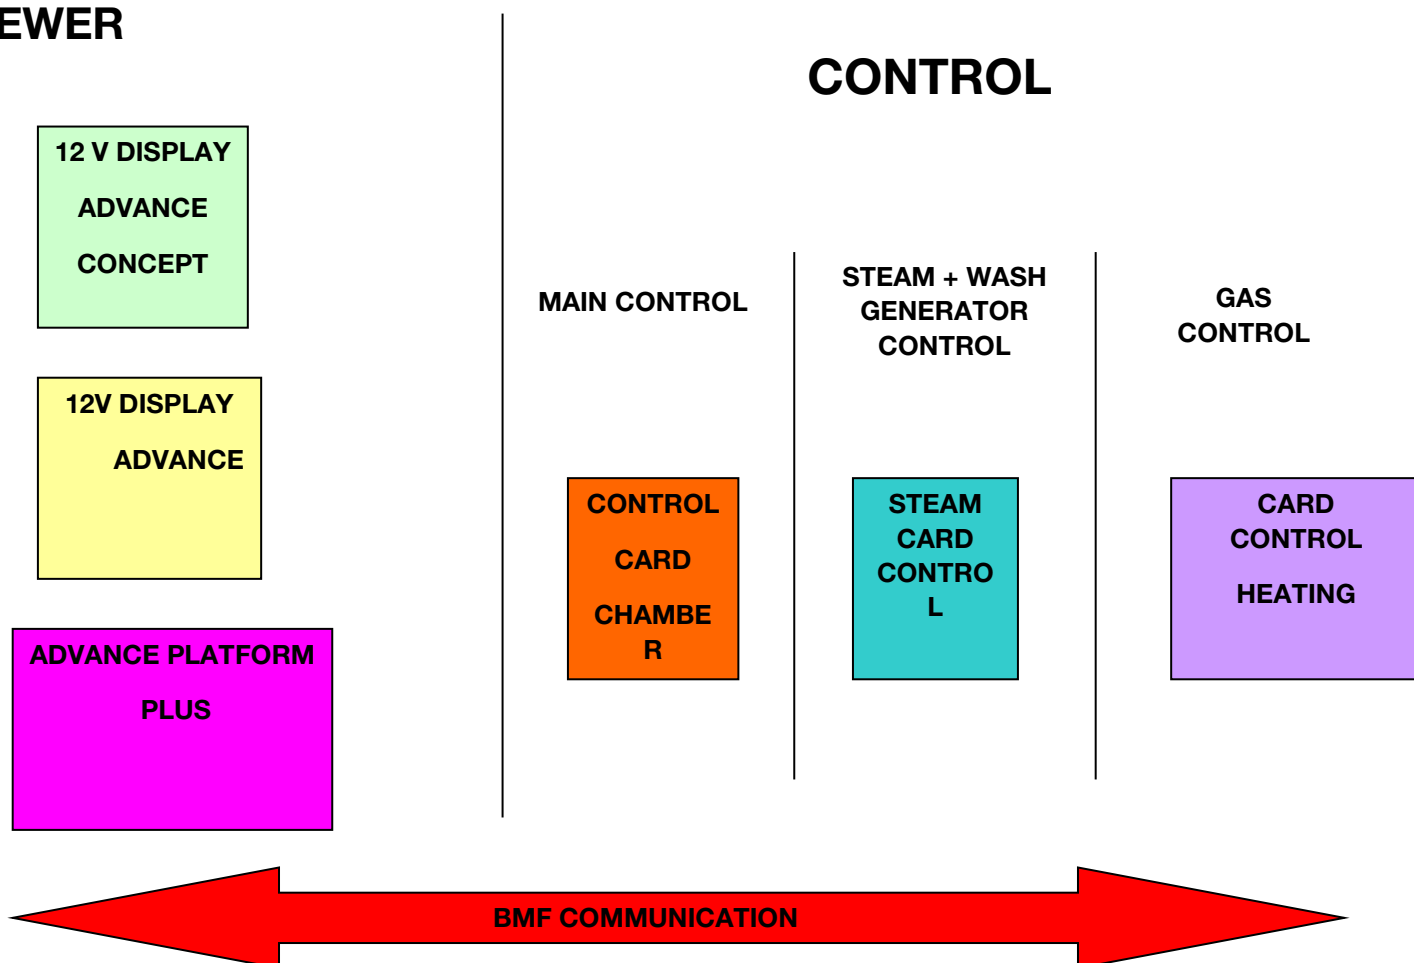 EWER
CONTROL
12 V DISPLAY
ADVANCE
CONCEPT
12V DISPLAY
ADVANCE
ADVANCE PLATFORM
PLUS
MAIN CONTROL
STEAM + WASH
GENERATOR
CONTROL
GAS
CONTROL
CONTROL
CARD
CHAMBE
R
STEAM
CARD
CONTRO
L
CARD
CONTROL
HEATING
BMF COMMUNICATION